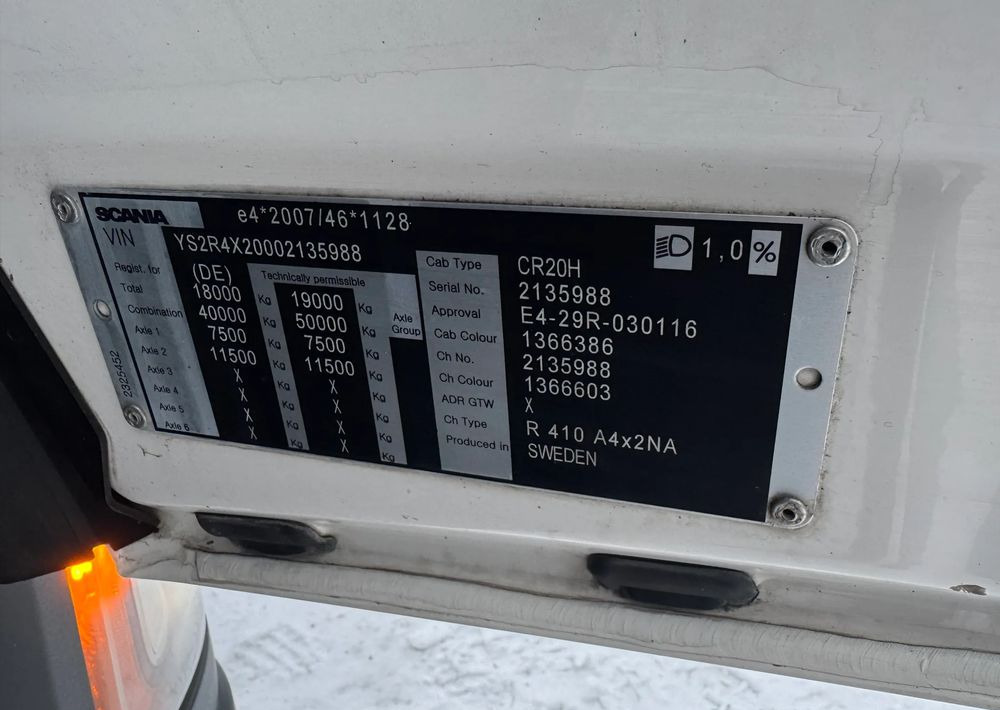 SCANIA e4*2007/46*1128 1,0 %
VIN YS2R4X20002135988
Regist. for (DE) Technically permissible
Total 18000 Kg 19000 Kg
Combination 40000 Kg 50000 Kg Axle Group
Axle 1 7500 Kg 7500 Kg
Axle 2 11500 Kg 11500 Kg
Axle 3 X Kg X Kg
Axle 4 X Kg X Kg
Axle 5 X Kg X Kg
Axle 6 X Kg X Kg
2325452
Cab Type CR20H
Serial No. 2135988
Approval E4-29R-030116
Cab Colour 1366386
Ch No. 2135988
Ch Colour 1366603
ADR GTW X
Ch Type R 410 A4x2NA
Produced in SWEDEN